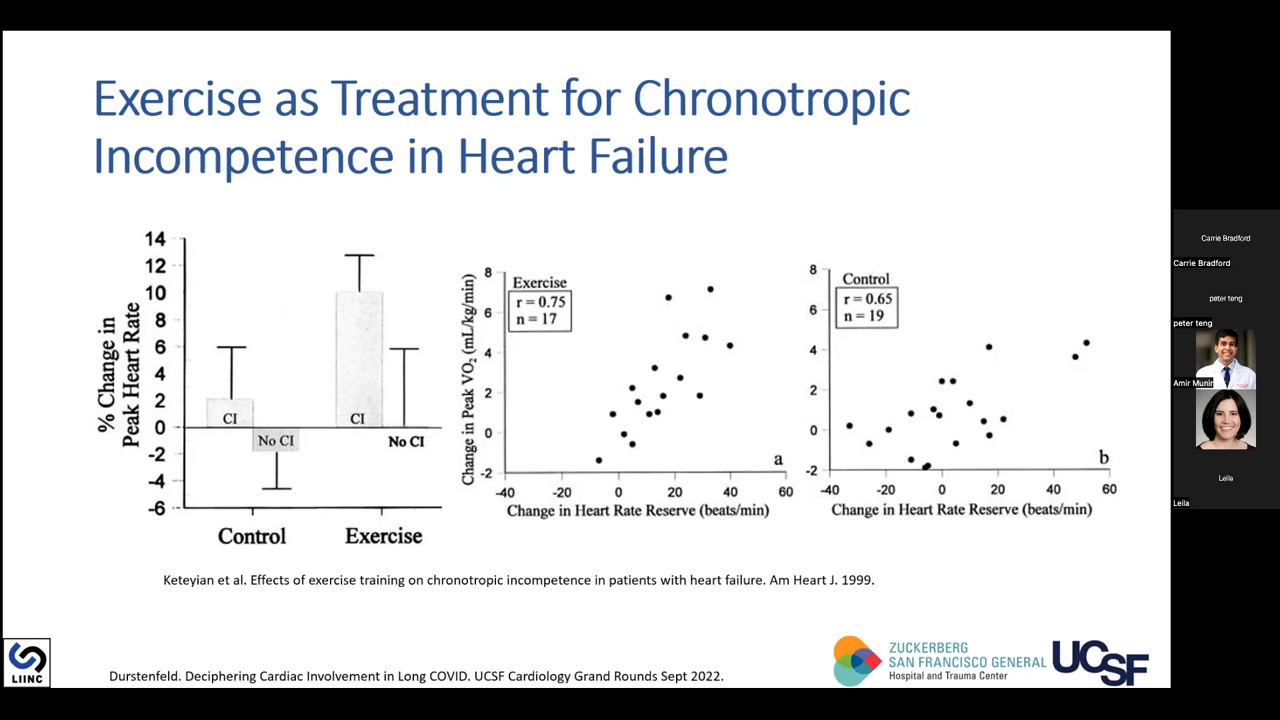 Exercise as Treatment for Chronotropic
Incompetence in Heart Failure
% Change in
Peak Heart Rate
14
12
10
8
6
4
2
0
-2
-4
-6
CI
No CI
CI
No CI
Control
Exercise
Change in Peak VO2 (mL/kg/min)
8
6
4
2
0
-2
Exercise
r = 0.75
n = 17
a
-40 -20 0 20 40 60
Change in Heart Rate Reserve (beats/min)
8
6
4
2
0
-2
Control
r = 0.65
n = 19
b
-40 -20 0 20 40 60
Change in Heart Rate Reserve (beats/min)
Keteyian et al. Effects of exercise training on chronotropic incompetence in patients with heart failure. Am Heart J. 1999.
LIINC
Durstenfeld. Deciphering Cardiac Involvement in Long COVID. UCSF Cardiology Grand Rounds Sept 2022.
ZUCKERBERG
SAN FRANCISCO GENERAL
Hospital and Trauma Center
UCSF
Carrie Bradford
Carrie Bradford
peter teng
peter teng
Amir Munir
Leila
Leila